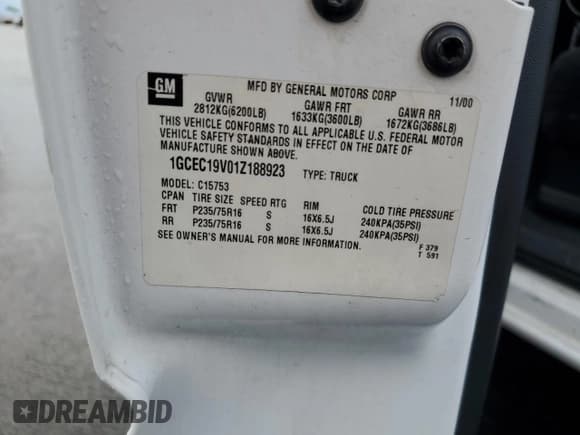 GM
MFD BY GENERAL MOTORS CORP 11/00
GVWR GAWR FRT GAWR RR
2812KG(6200LB) 1633KG(3600LB) 1672KG(3686LB)
THIS VEHICLE CONFORMS TO ALL APPLICABLE U.S. FEDERAL MOTOR
VEHICLE SAFETY STANDARDS IN EFFECT ON THE DATE OF
MANUFACTURE SHOWN ABOVE.
1GCEC19V01Z188923 TYPE: TRUCK
MODEL: C15753
CPAN TIRE SIZE SPEED RTG RIM COLD TIRE PRESSURE
FRT P235/75R16 S 16X6.5J 240KPA(35PSI)
RR P235/75R16 S 16X6.5J 240KPA(35PSI)
SEE OWNER'S MANUAL FOR MORE INFORMATION.
F 379
T 591
DREAMBID